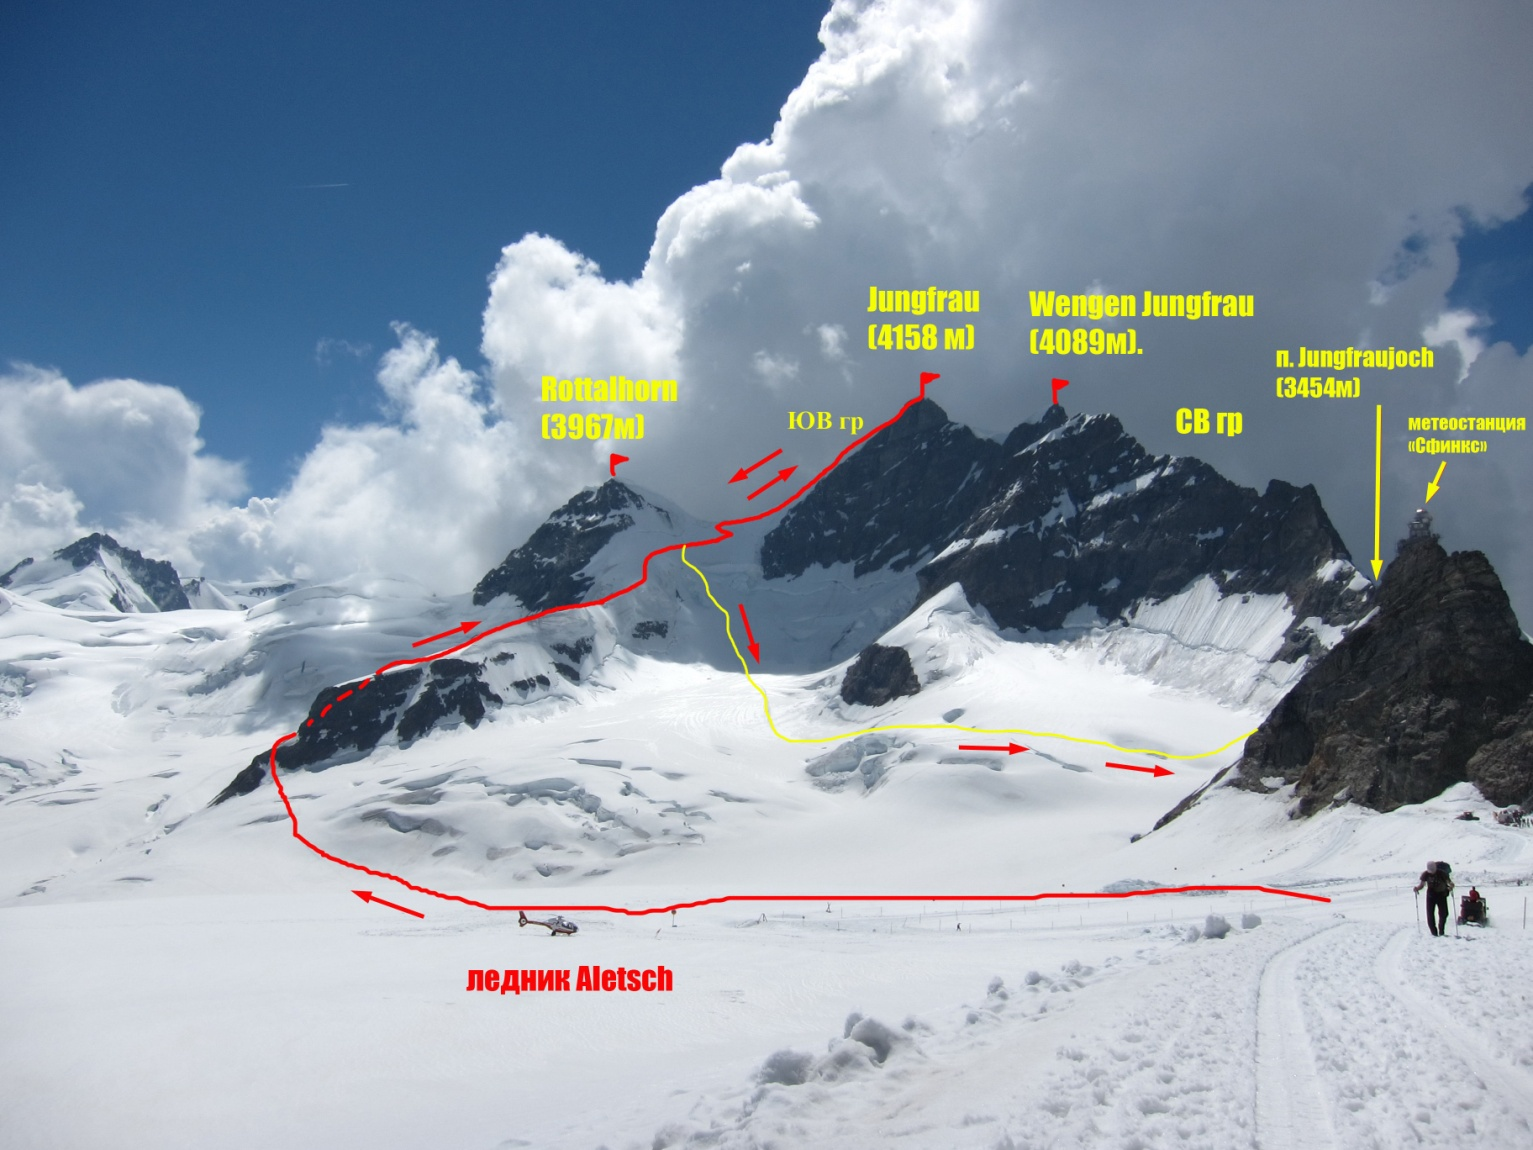 Jungfrau
(4158 м)
Wengen Jungfrau
(4089м).
п. Jungfraujoch
(3454м)
Rottalhorn
(3967м)
ЮВ гр
СВ гр
метеостанция
«Сфинкс»
ледник Aletsch